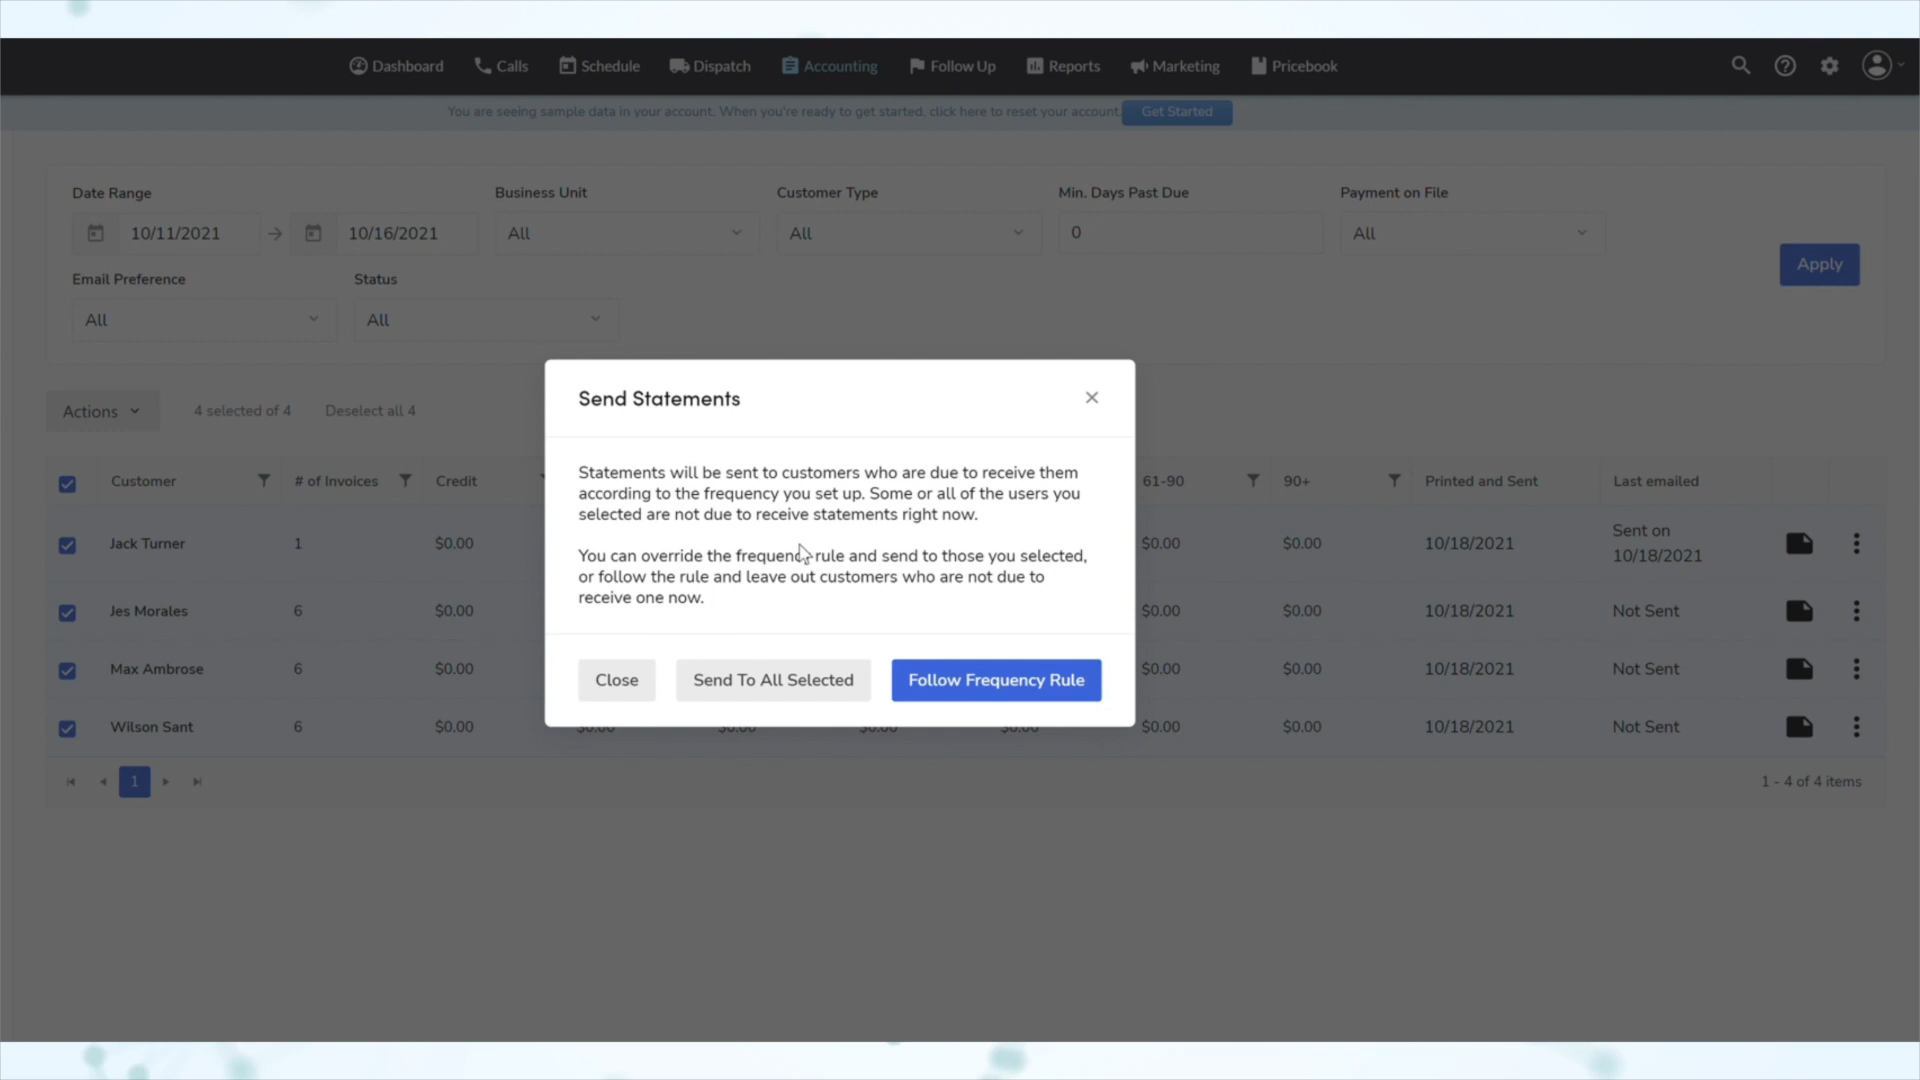 Dashboard Calls Schedule Dispatch Accounting Follow Up Reports Marketing Pricebook
You are seeing sample data in your account. When you're ready to get started, click here to reset your account. Get Started
Date Range Business Unit Customer Type Min. Days Past Due Payment on File
10/11/2021 → 10/16/2021 All All 0 All
Apply
Email Preference Status
All All
Actions 4 selected of 4 Deselect all 4
Send Statements
Statements will be sent to customers who are due to receive them
according to the frequency you set up. Some or all of the users you
selected are not due to receive statements right now.
You can override the frequency rule and send to those you selected,
or follow the rule and leave out customers who are not due to
receive one now.
Close Send To All Selected Follow Frequency Rule
Customer # of Invoices Credit 61-90 90+ Printed and Sent Last emailed
Jack Turner 1 $0.00 $0.00 $0.00 10/18/2021 Sent on
10/18/2021
Jes Morales 6 $0.00 $0.00 $0.00 10/18/2021 Not Sent
Max Ambrose 6 $0.00 $0.00 $0.00 10/18/2021 Not Sent
Wilson Sant 6 $0.00 $0.00 $0.00 $0.00 $0.00 $0.00 $0.00 10/18/2021 Not Sent
1 1 - 4 of 4 items